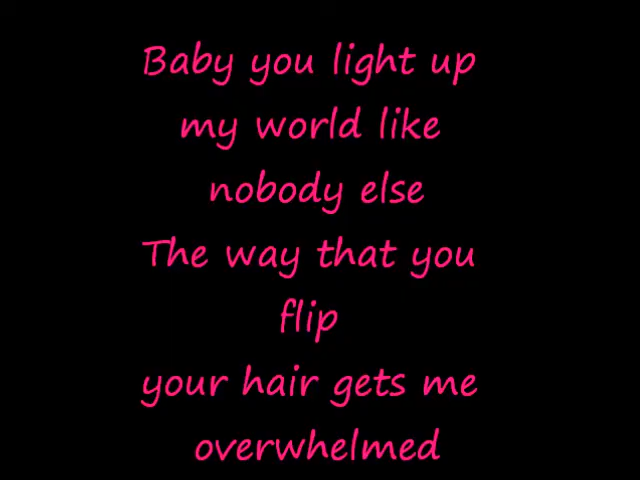 Baby you light up
my world like
nobody else
The way that you
flip
your hair gets me
overwhelmed